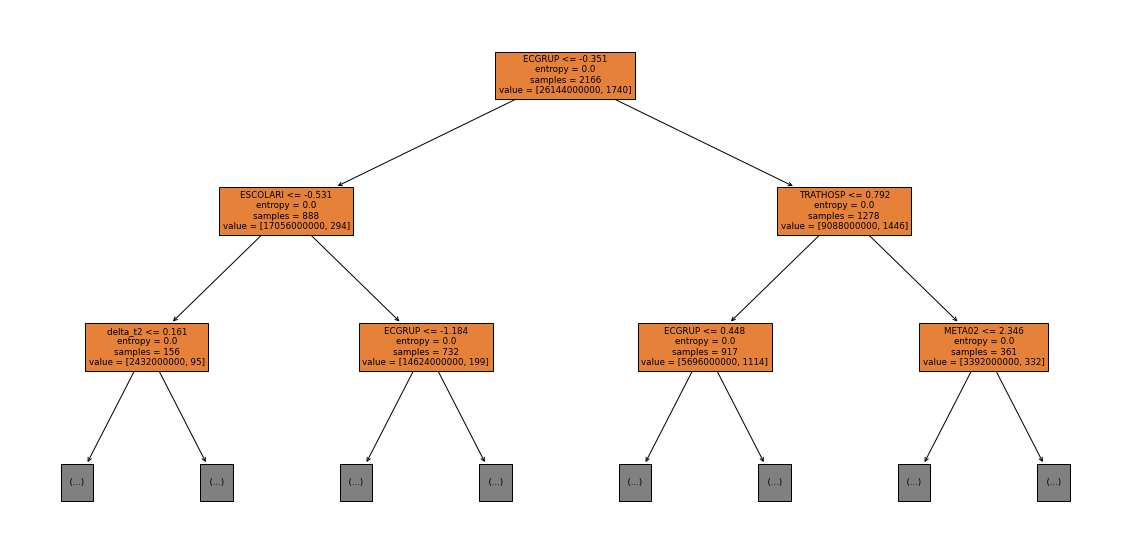 ECGRUP <= -0.351
entropy = 0.0
samples = 2166
value = [26144000000, 1740]
ESCOLARI <= -0.531
entropy = 0.0
samples = 888
value = [17056000000, 294]
TRATHOSP <= 0.792
entropy = 0.0
samples = 1278
value = [9088000000, 1446]
delta_t2 <= 0.161
entropy = 0.0
samples = 156
value = [2432000000, 95]
ECGRUP <= -1.184
entropy = 0.0
samples = 732
value = [14624000000, 199]
ECGRUP <= 0.448
entropy = 0.0
samples = 917
value = [5696000000, 1114]
META02 <= 2.346
entropy = 0.0
samples = 361
value = [3392000000, 332]
(...)
(...)
(...)
(...)
(...)
(...)
(...)
(...)